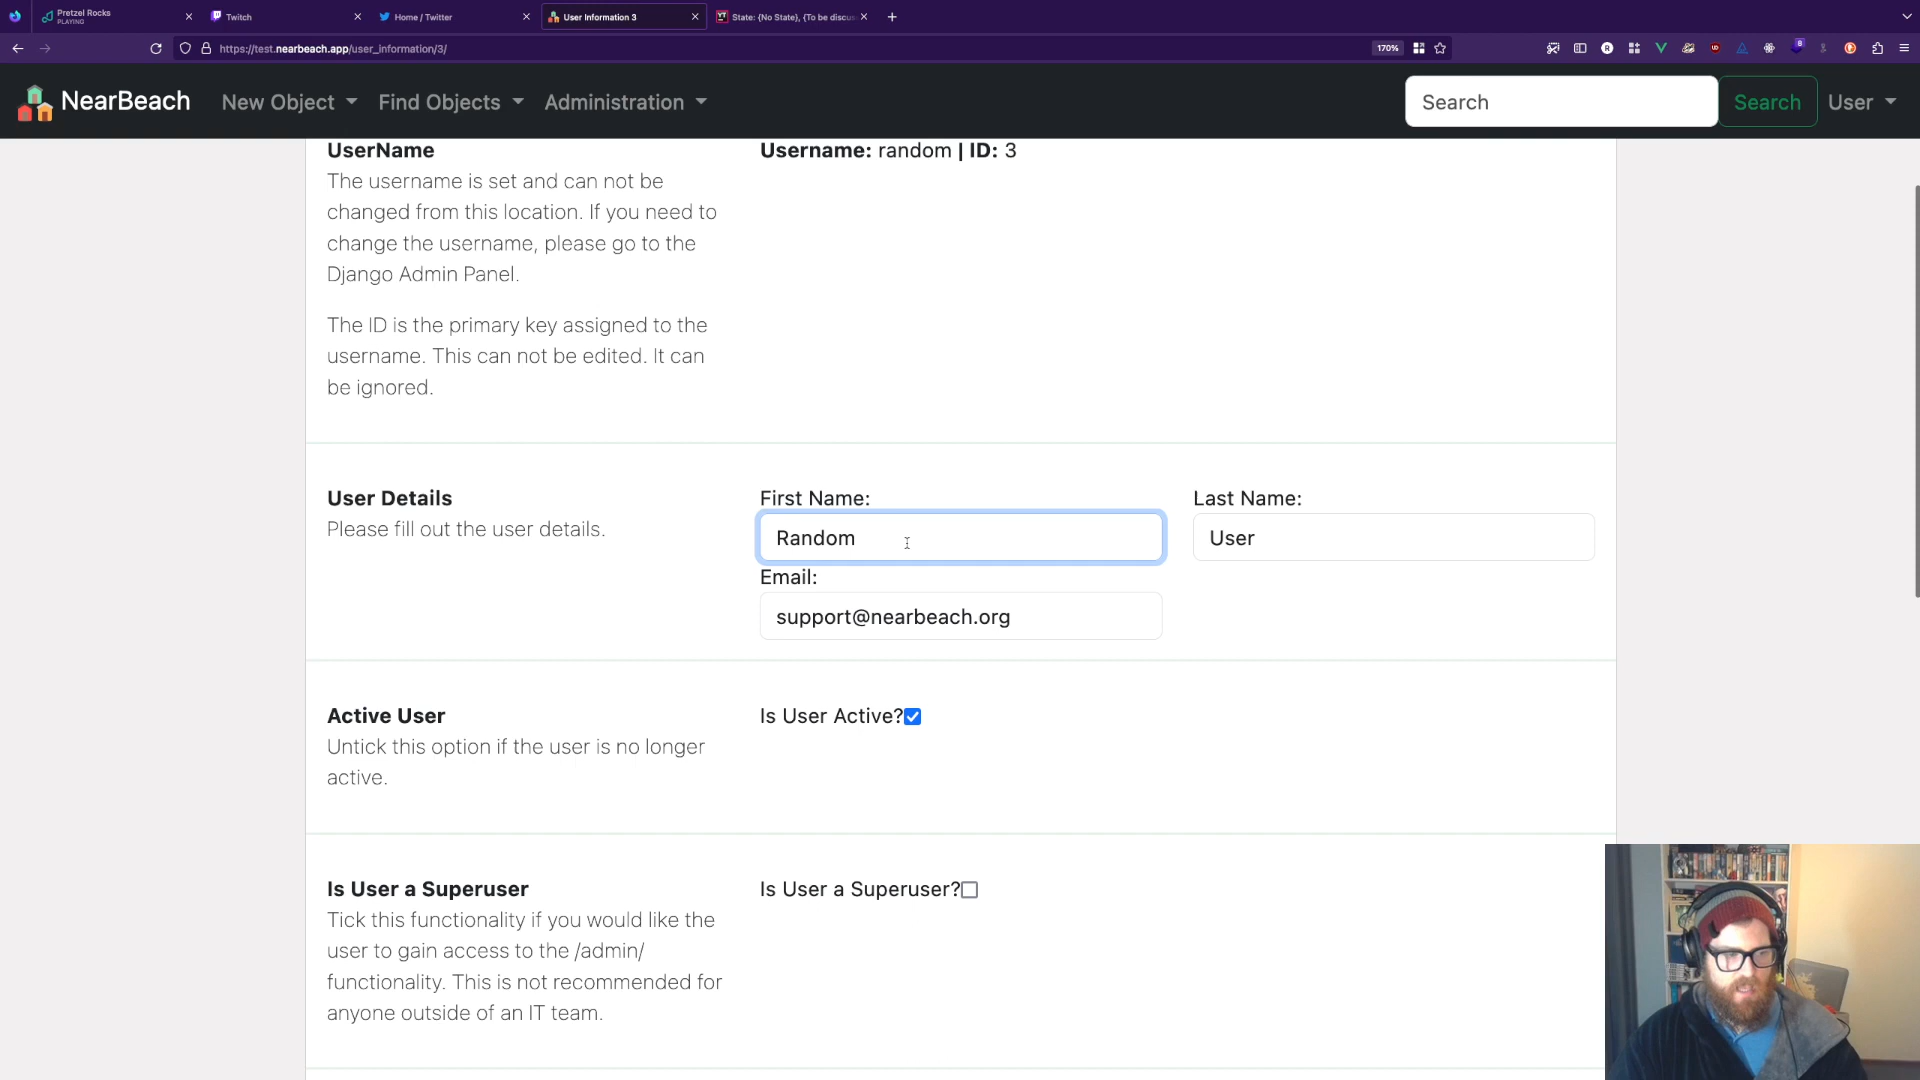 Pretzel Rocks
PLAYING
Twitch
Home / Twitter
User Information 3
State: {No State}, {To be discus
https://test.nearbeach.app/user_information/3/
170%
NearBeach
New Object
Find Objects
Administration
Search
Search
User
UserName
The username is set and can not be
changed from this location. If you need to
change the username, please go to the
Django Admin Panel.
The ID is the primary key assigned to the
username. This can not be edited. It can
be ignored.
Username: random | ID: 3
User Details
Please fill out the user details.
First Name:
Random
Last Name:
User
Email:
support@nearbeach.org
Active User
Untick this option if the user is no longer
active.
Is User Active?
Is User a Superuser
Tick this functionality if you would like the
user to gain access to the /admin/
functionality. This is not recommended for
anyone outside of an IT team.
Is User a Superuser?